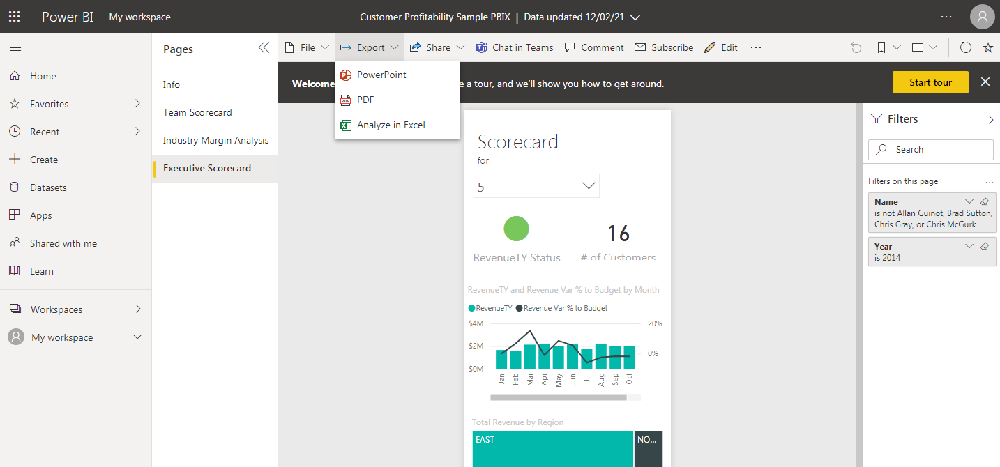 Power BI
My workspace
Customer Profitability Sample PBIX | Data updated 12/02/21
Home
Favorites
Recent
Create
Datasets
Apps
Shared with me
Learn
Workspaces
My workspace
Pages
Info
Team Scorecard
Industry Margin Analysis
Executive Scorecard
File
Export
Share
Chat in Teams
Comment
Subscribe
Edit
PowerPoint
PDF
Analyze in Excel
Welcome
e a tour, and we'll show you how to get around.
Start tour
Scorecard
for
5
16
RevenueTY Status
# of Customers
RevenueTY and Revenue Var % to Budget by Month
RevenueTY Revenue Var % to Budget
$4M
$2M
$0M
20%
0%
Jan Feb Mar Apr May Jun Jul Aug Sep Oct
Total Revenue by Region
EAST
NO...
Filters
Search
Filters on this page
Name
is not Allan Guinot, Brad Sutton,
Chris Gray, or Chris McGurk
Year
is 2014